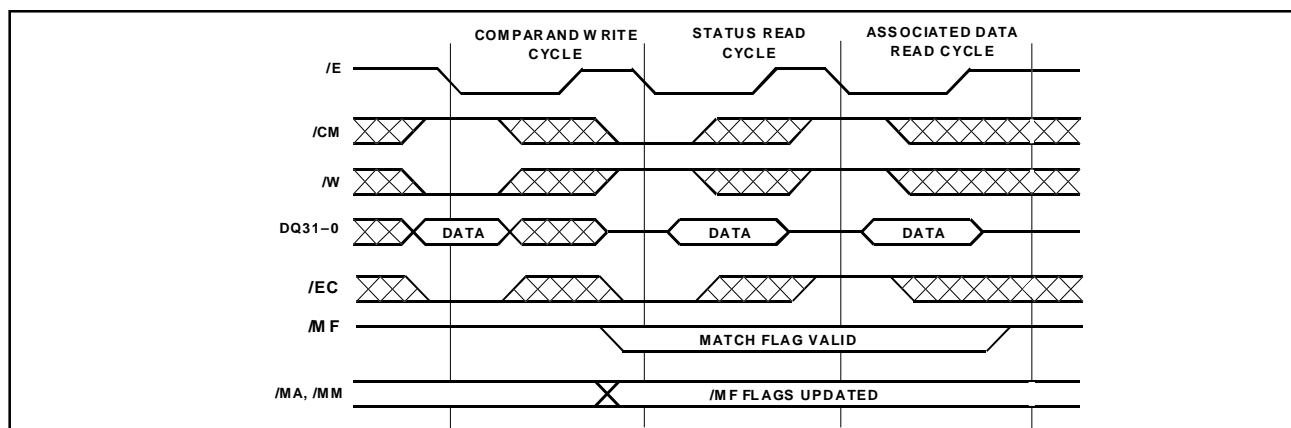 COMPARAND WRITE CYCLE
STATUS READ CYCLE
ASSOCIATED DATA READ CYCLE
/E
/CM
/W
DQ31–0
DATA
DATA
DATA
/EC
/MF
MATCH FLAG VALID
/MA, /MM
/MF FLAGS UPDATED